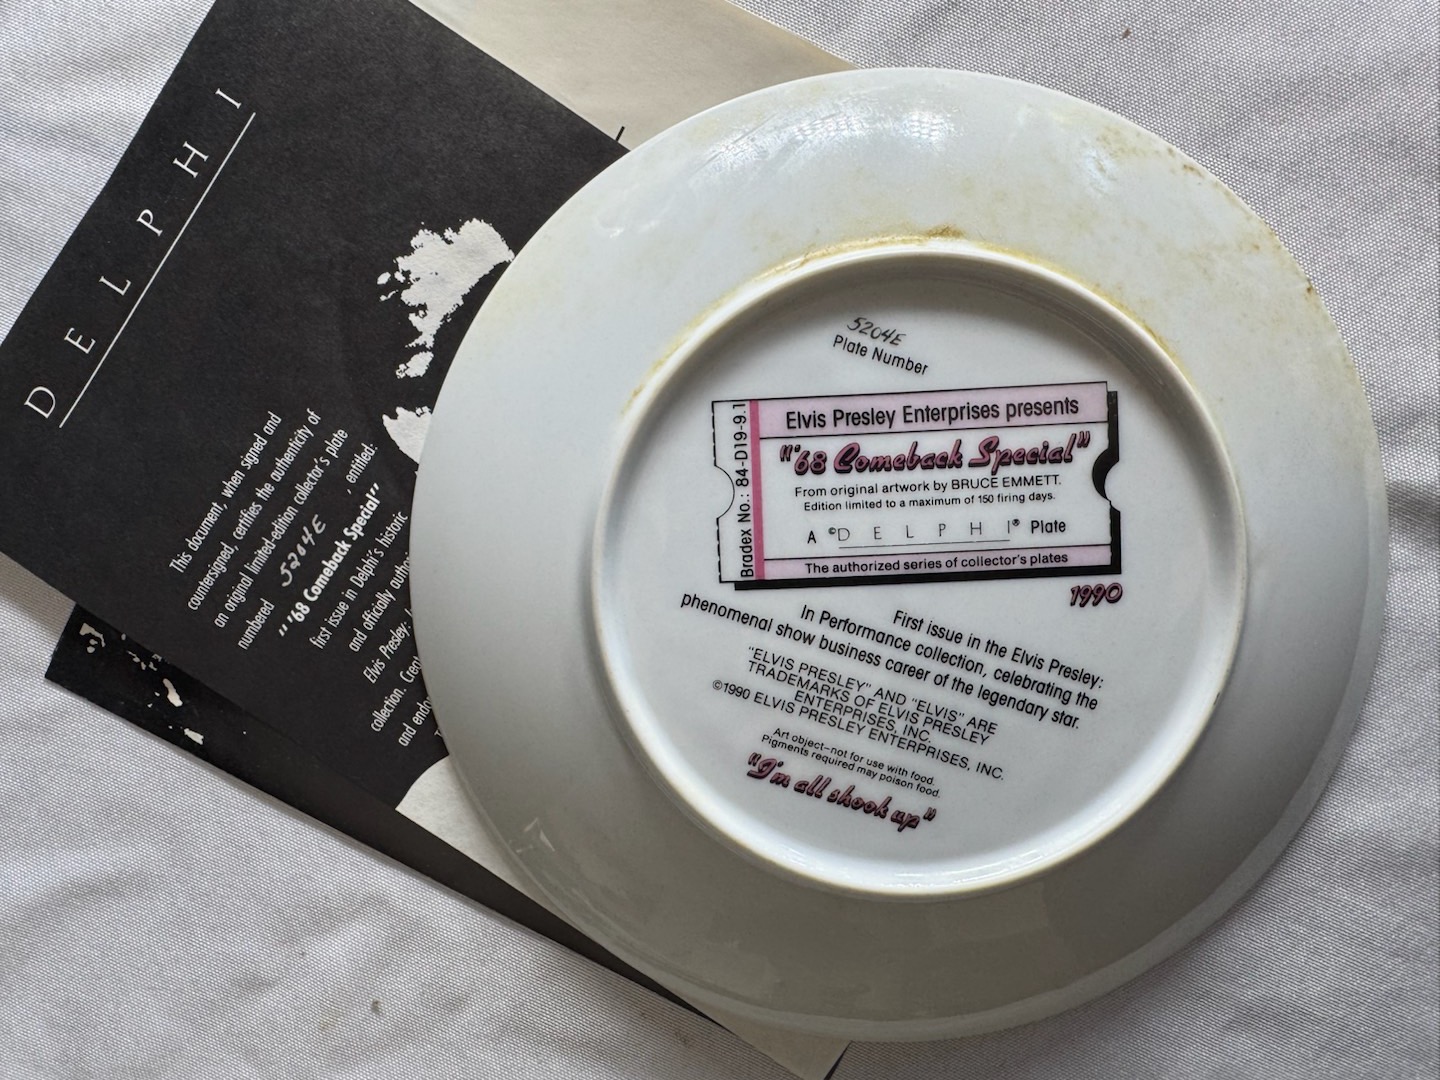 DELPHI
This document, when signed and
countersigned, certifies the authenticity of
an original limited-edition collector's plate
numbered 5204E, entitled:
"'68 Comeback Special"
first issue in Delphi's historic
and officially
Elvis Presley:
collection.
and
5204E
Plate Number
Bradex No.: 84-D19-9.1
Elvis Presley Enterprises presents
"'68 Comeback Special"
From original artwork by BRUCE EMMETT.
Edition limited to a maximum of 150 firing days.
A ©DELPHI® Plate
The authorized series of collector's plates
1990
First issue in the Elvis Presley:
In Performance collection, celebrating the
phenomenal show business career of the legendary star.
"ELVIS PRESLEY" AND "ELVIS" ARE
TRADEMARKS OF ELVIS PRESLEY
ENTERPRISES, INC.
©1990 ELVIS PRESLEY ENTERPRISES, INC.
Art object–not for use with food.
Pigments required may poison food.
"I'm all shook up"